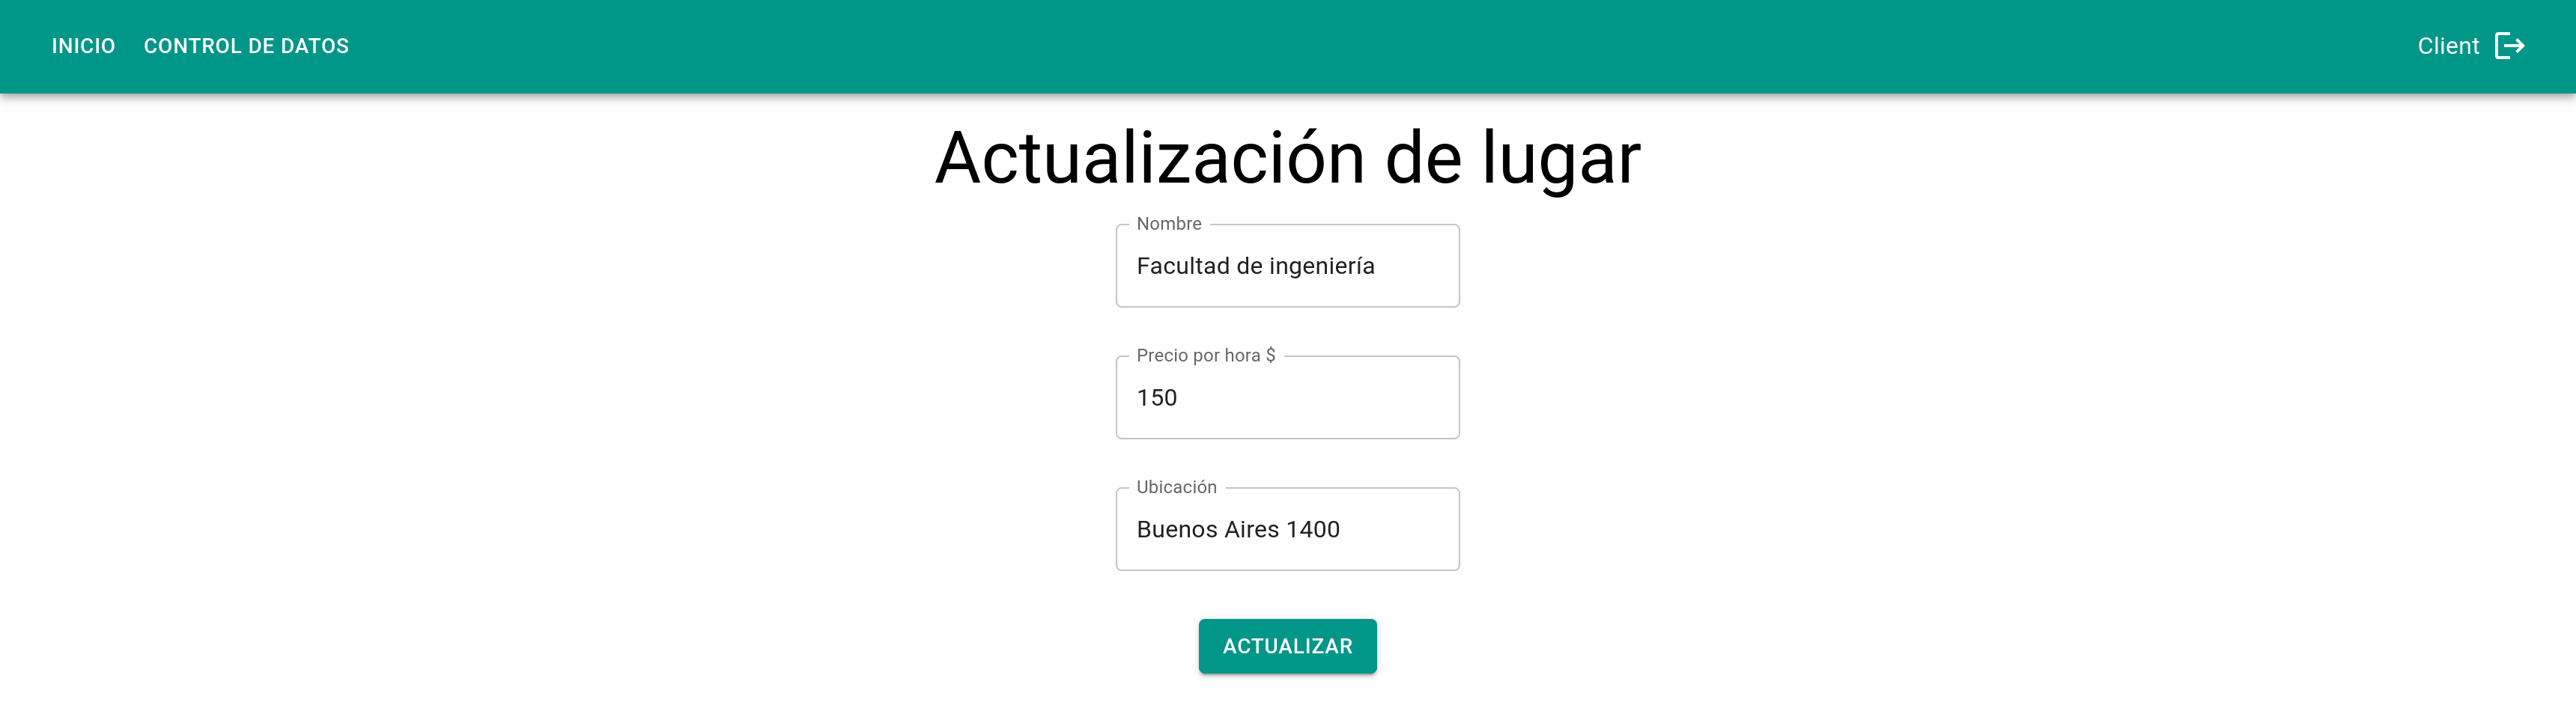 INICIO CONTROL DE DATOS Client
Actualización de lugar
Nombre
Facultad de ingeniería
Precio por hora $
150
Ubicación
Buenos Aires 1400
ACTUALIZAR